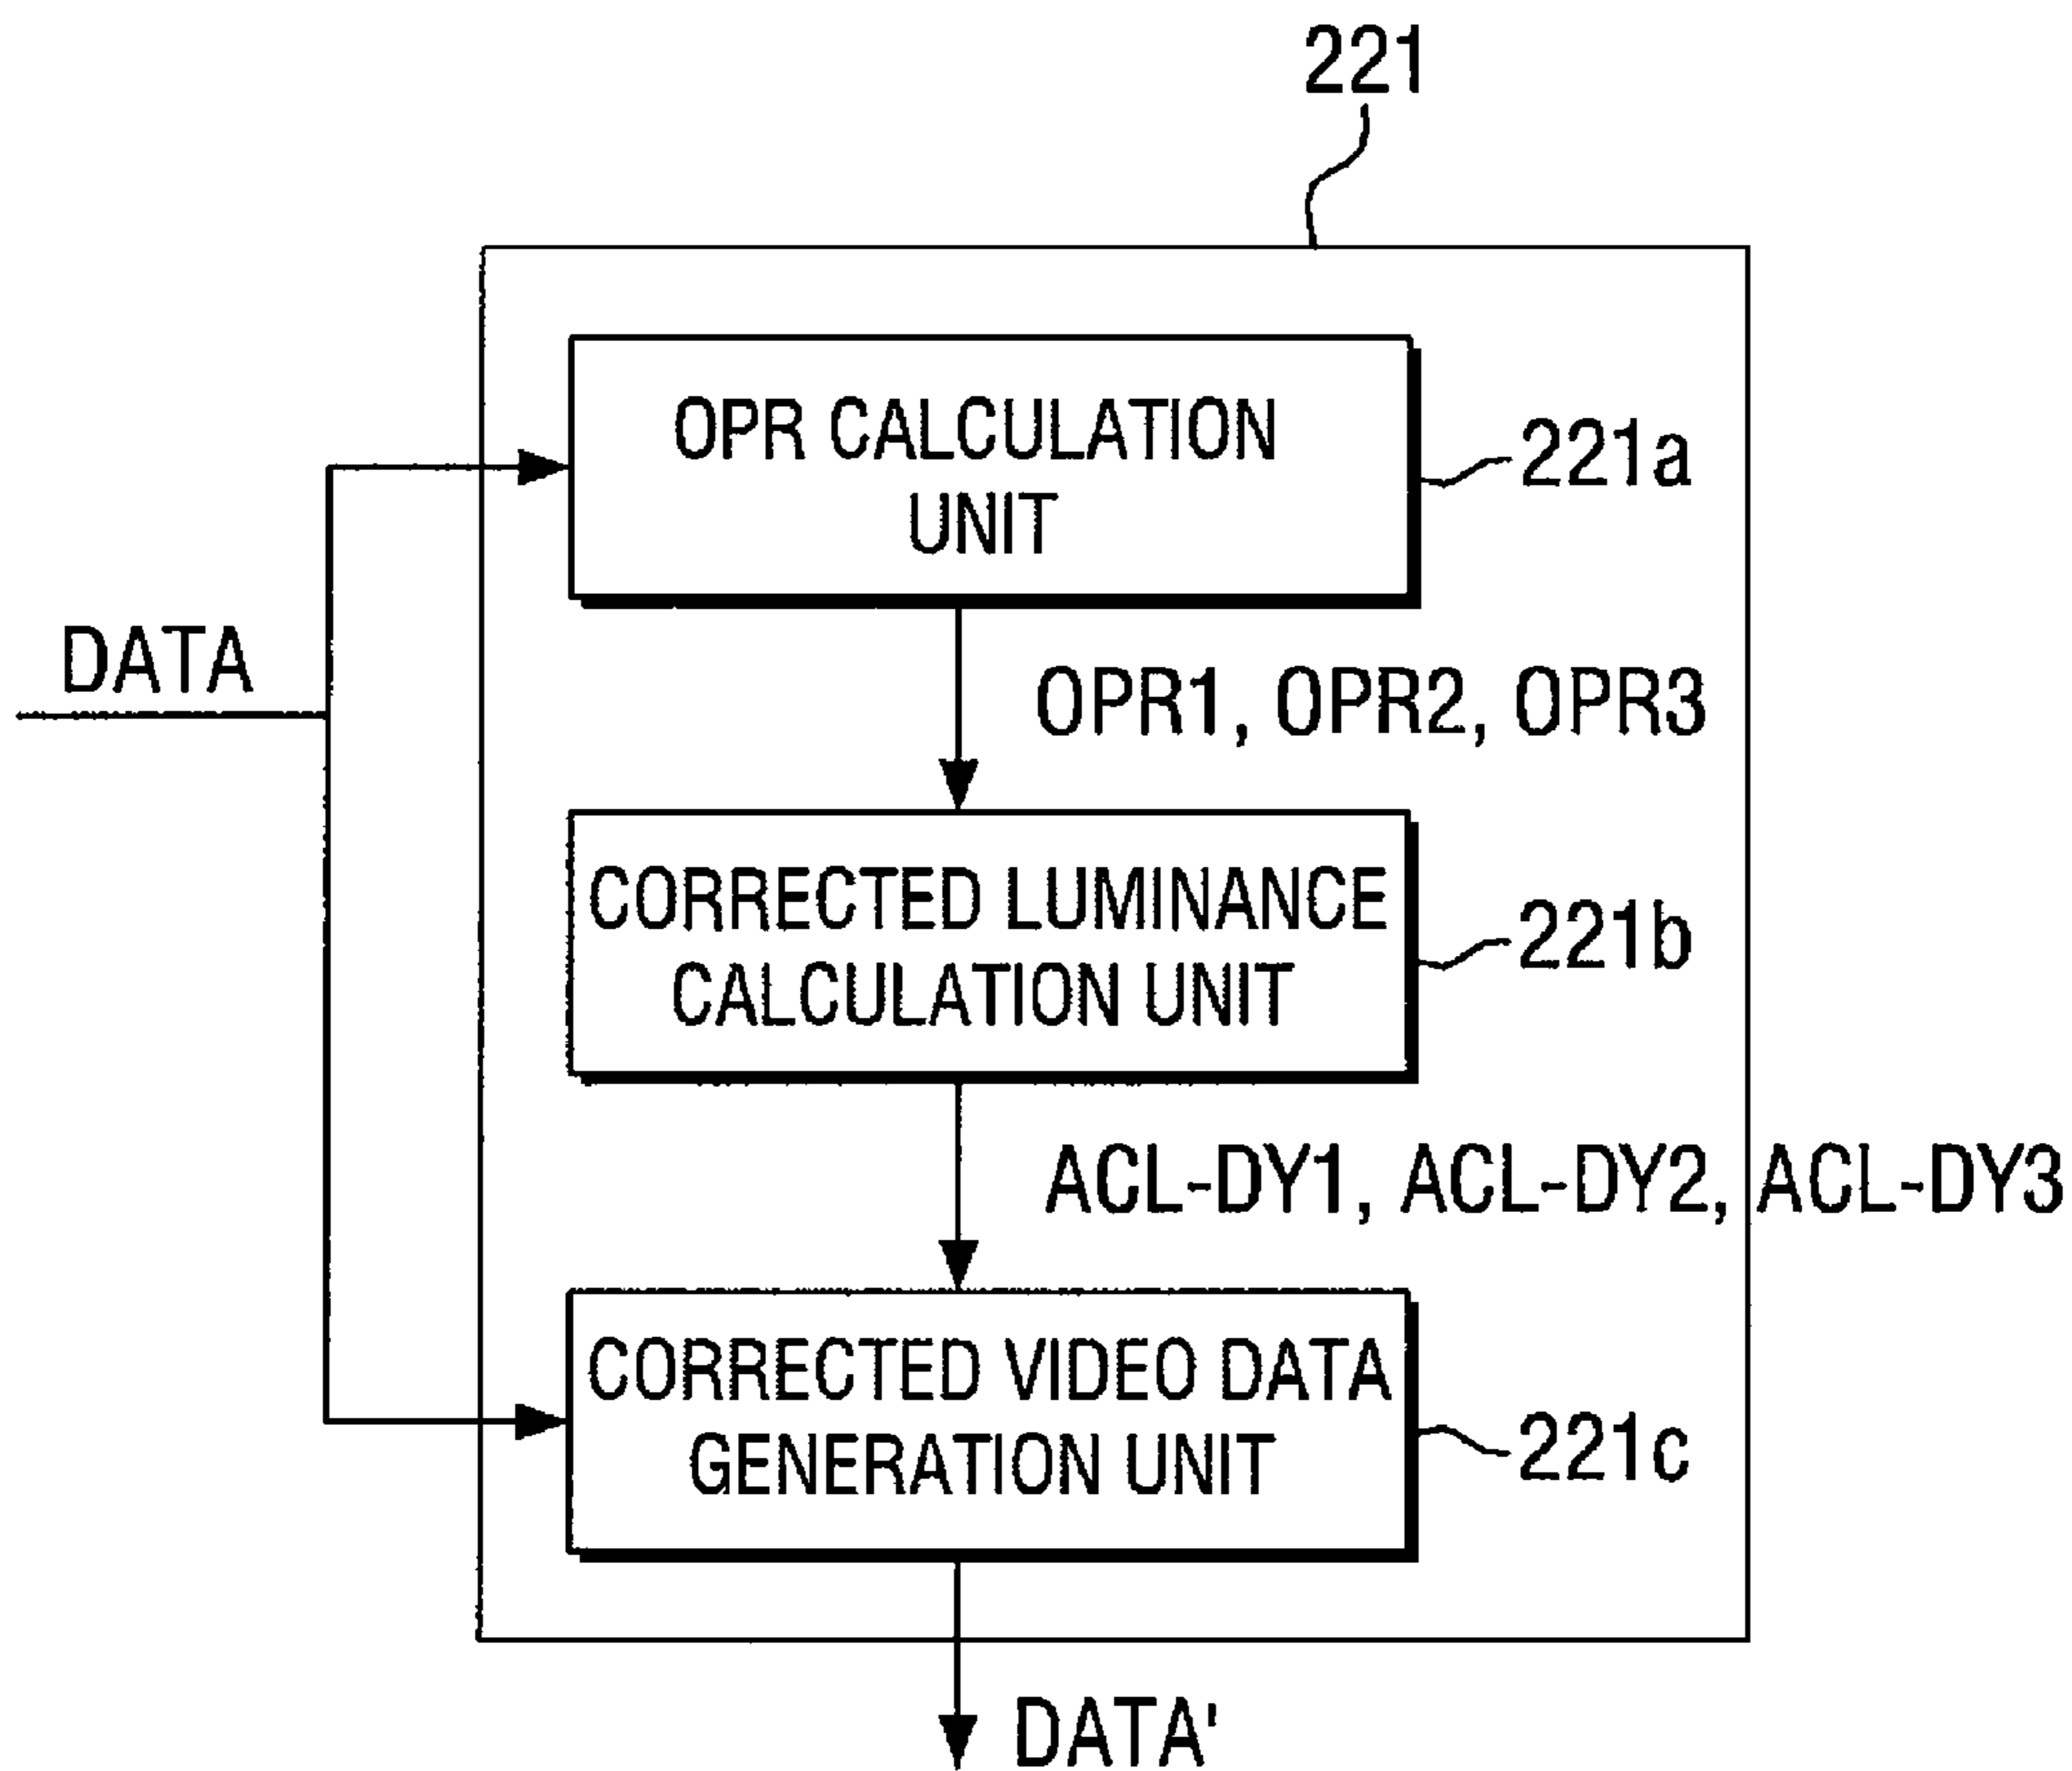 221
OPR CALCULATION
UNIT
221a
DATA
OPR1, OPR2, OPR3
CORRECTED LUMINANCE
CALCULATION UNIT
221b
ACL-DY1, ACL-DY2, ACL-DY3
CORRECTED VIDEO DATA
GENERATION UNIT
221c
DATA'